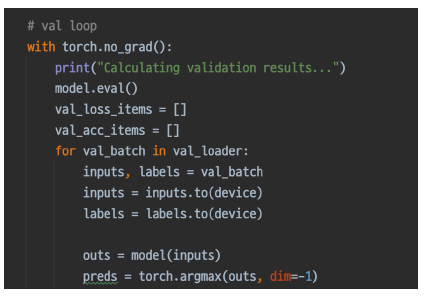 # val loop
with torch.no_grad():
    print("Calculating validation results...")
    model.eval()
    val_loss_items = []
    val_acc_items = []
    for val_batch in val_loader:
        inputs, labels = val_batch
        inputs = inputs.to(device)
        labels = labels.to(device)

        outs = model(inputs)
        preds = torch.argmax(outs, dim=-1)